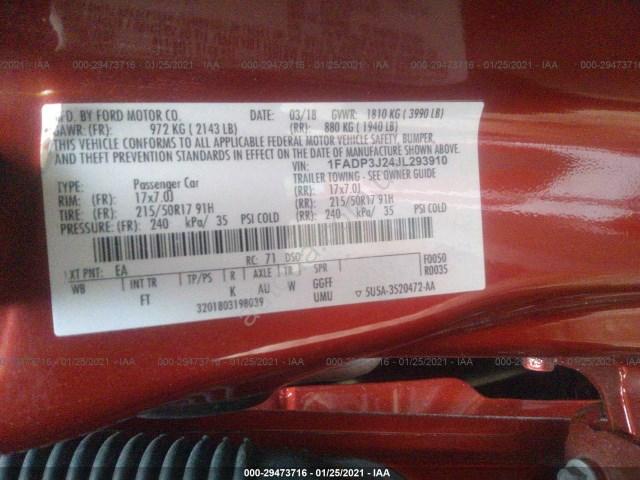 000-29473716 - 01/25/2021 - IAA
MFD. BY FORD MOTOR CO. DATE: 03/18 GVWR: 1810 KG ( 3990 LB)
GAWR: (FR): 972 KG ( 2143 LB) (RR): 880 KG ( 1940 LB)
THIS VEHICLE CONFORMS TO ALL APPLICABLE FEDERAL MOTOR VEHICLE SAFETY, BUMPER,
AND THEFT PREVENTION STANDARDS IN EFFECT ON THE DATE OF MANUFACTURE SHOWN ABOVE.
VIN: 1FADP3J24JL293910
TYPE: Passenger Car TRAILER TOWING - SEE OWNER GUIDE
RIM: (FR): 17x7.0J (RR): 17x7.0J
TIRE: (FR): 215/50R17 91H (RR): 215/50R17 91H
PRESSURE: (FR): 240 kPa/ 35 PSI COLD (RR): 240 kPa/ 35 PSI COLD
EXT PNT: EA RC: 71 DSO: F0050
WB INT TP/PS R AXLE TR SPR R0035
FT K AU W GGFF
UMU 5U5A-3520472-AA
3201803198039
000-29473716 - 01/25/2021 - IAA